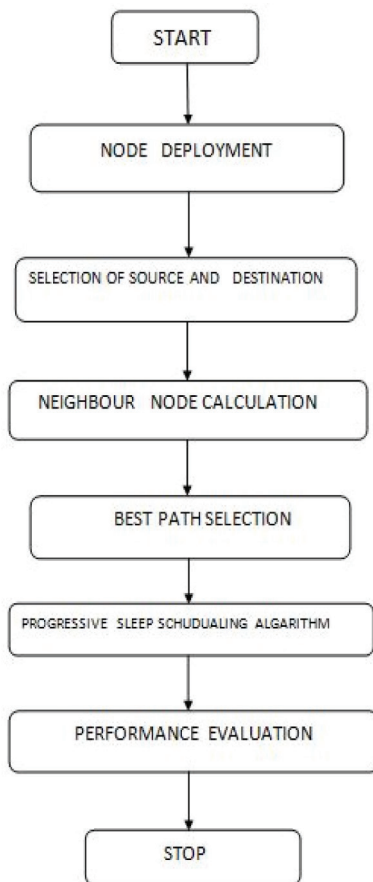 START
NODE DEPLOYMENT
SELECTION OF SOURCE AND DESTINATION
NEIGHBOUR NODE CALCULATION
BEST PATH SELECTION
PROGRESSIVE SLEEP SCHUDUALING ALGARITHM
PERFORMANCE EVALUATION
STOP